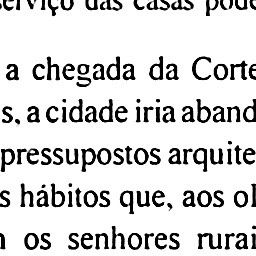 serviço das casas pode
a chegada da Corte
s, a cidade iria aband
pressupostos arquite
s hábitos que, aos ol
os senhores rurai